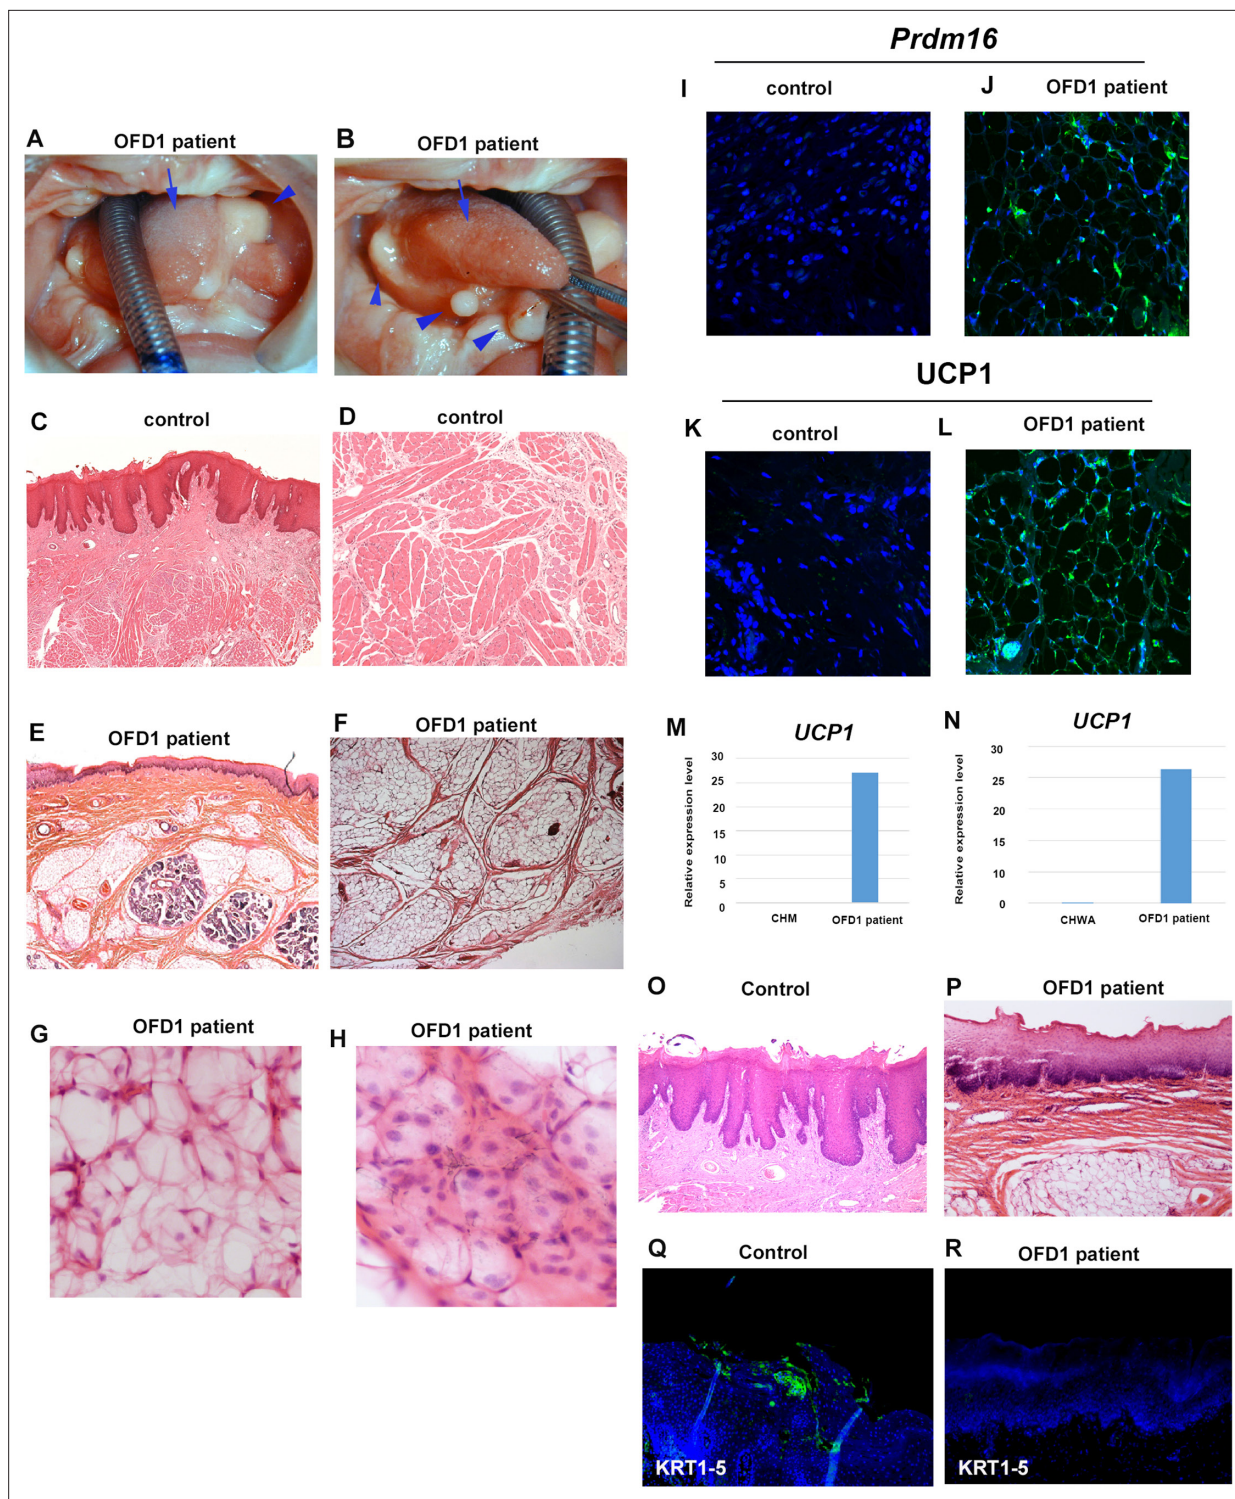 A
OFD1 patient
B
OFD1 patient
C
control
D
control
E
OFD1 patient
F
OFD1 patient
G
OFD1 patient
H
OFD1 patient
Prdm16
I
control
J
OFD1 patient
UCP1
K
control
L
OFD1 patient
M
UCP1
Relative expression level
30
25
20
15
10
5
0
CHM
OFD1 patient
N
UCP1
Relative expression level
30
25
31
10
0
CHWA
OFD1 patient
O
Control
P
OFD1 patient
Q
Control
KRT1-5
R
OFD1 patient
KRT1-5